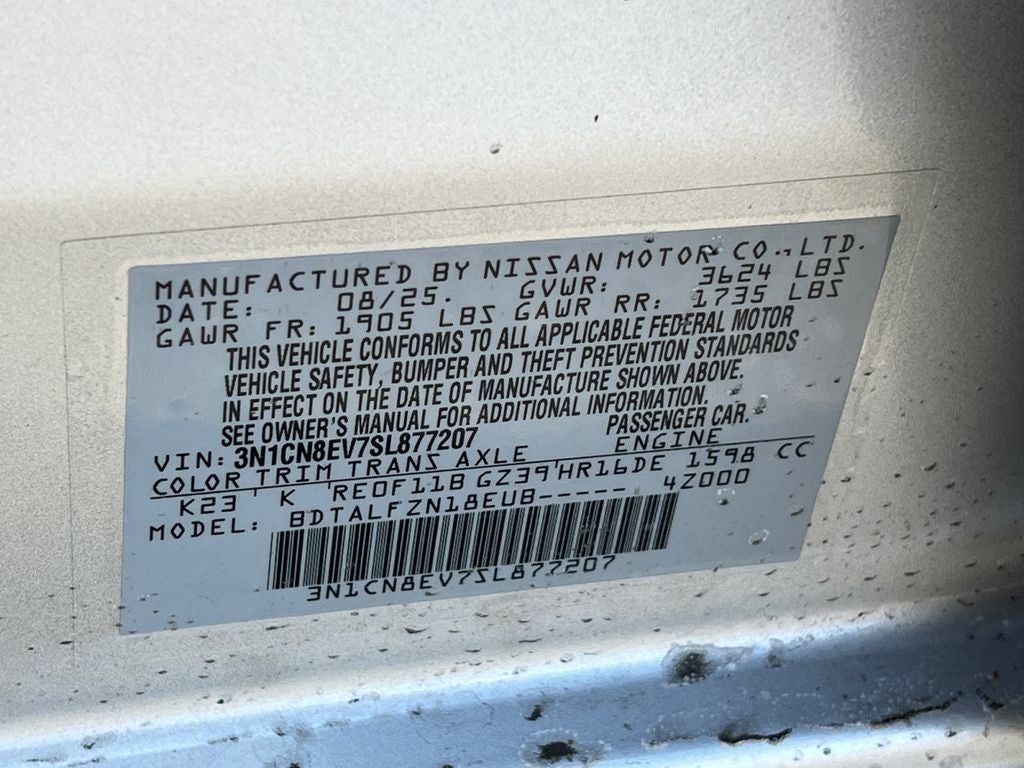 MANUFACTURED BY NISSAN MOTOR CO., LTD.
DATE: 08/25. GVWR: 3624 LBS
GAWR FR: 1905 LBS GAWR RR: 1735 LBS
THIS VEHICLE CONFORMS TO ALL APPLICABLE FEDERAL MOTOR
VEHICLE SAFETY, BUMPER AND THEFT PREVENTION STANDARDS
IN EFFECT ON THE DATE OF MANUFACTURE SHOWN ABOVE.
SEE OWNER'S MANUAL FOR ADDITIONAL INFORMATION.
VIN: 3N1CN8EV7SL877207 PASSENGER CAR.
COLOR TRIM TRANS AXLE ENGINE
K23 K RE0F11B GZ39 HR16DE 1598 CC
MODEL: BDTALFZN18EUB----- 4Z000
3N1CN8EV7SL877207